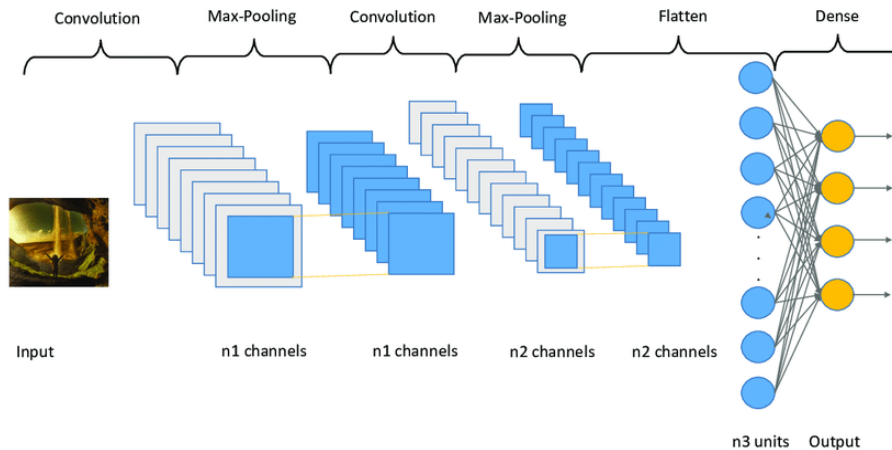 Convolution Max-Pooling Convolution Max-Pooling Flatten Dense
Input n1 channels n1 channels n2 channels n2 channels
n3 units Output